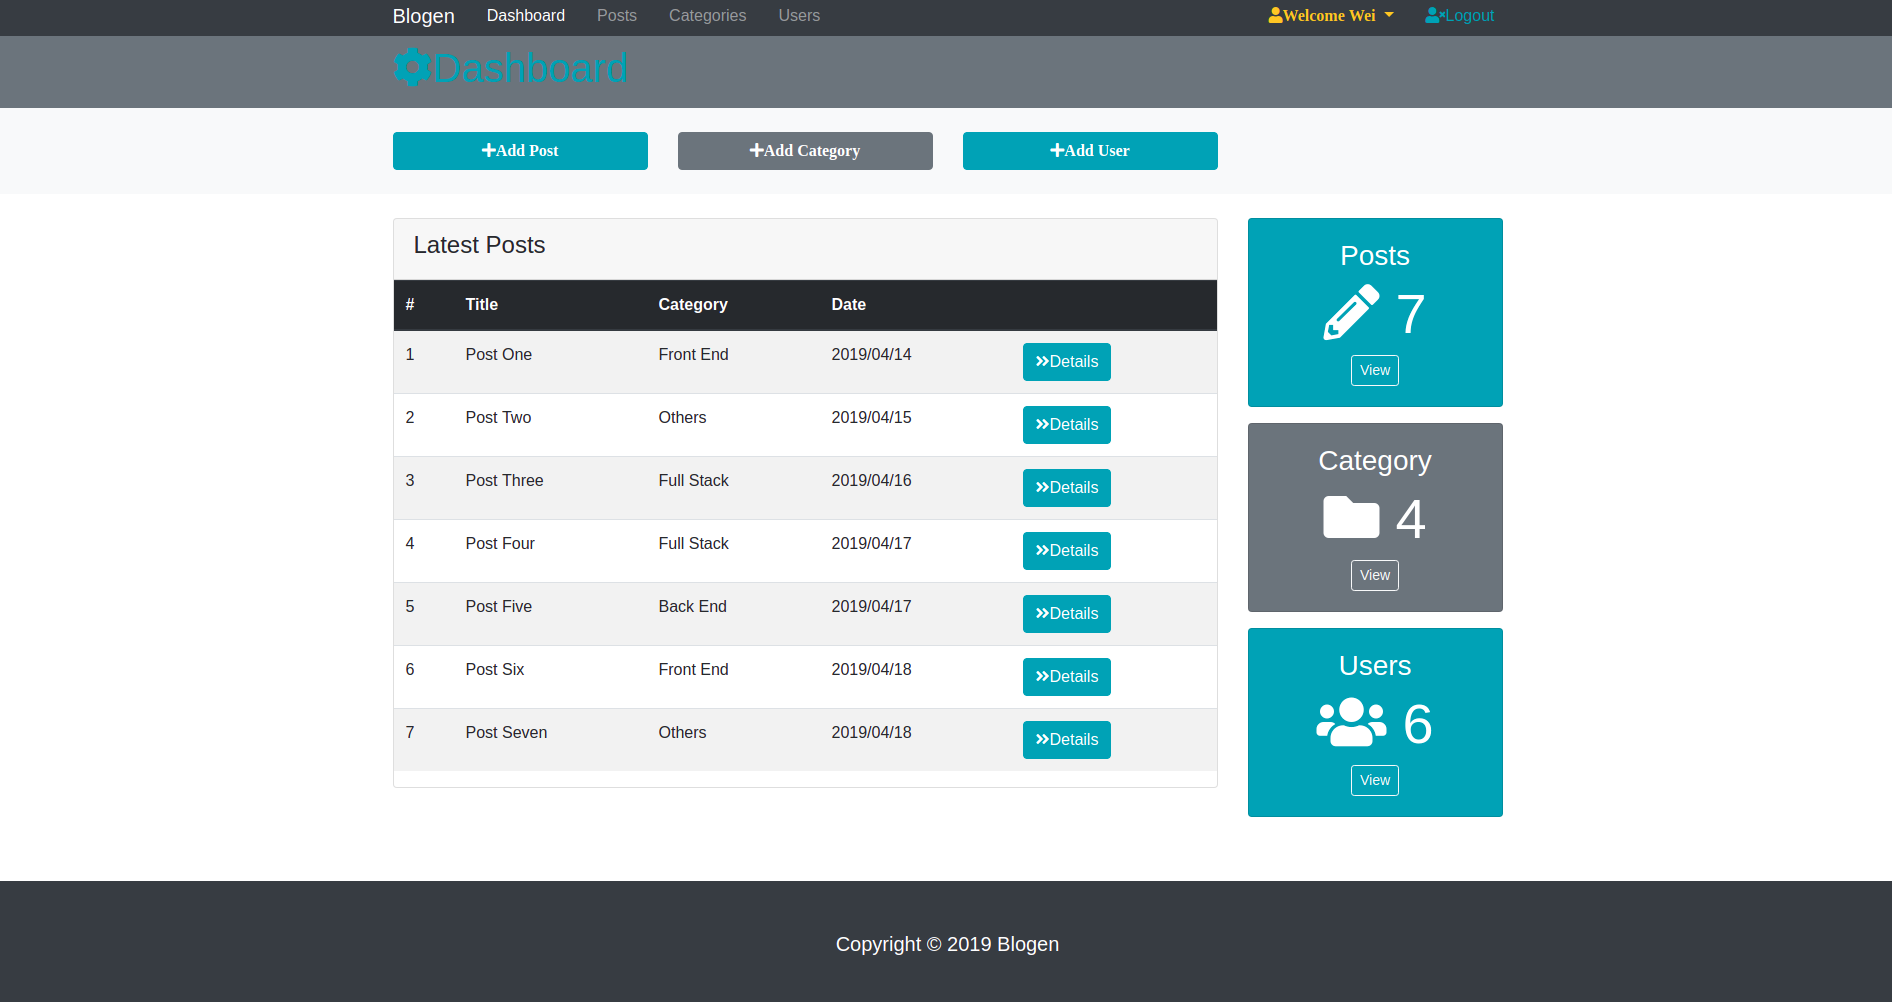 Blogen Dashboard Posts Categories Users Welcome Wei Logout
Dashboard
Add Post Add Category Add User
Latest Posts
# Title Category Date
1 Post One Front End 2019/04/14 Details
2 Post Two Others 2019/04/15 Details
3 Post Three Full Stack 2019/04/16 Details
4 Post Four Full Stack 2019/04/17 Details
5 Post Five Back End 2019/04/17 Details
6 Post Six Front End 2019/04/18 Details
7 Post Seven Others 2019/04/18 Details
Posts
7
View
Category
4
View
Users
6
View
Copyright © 2019 Blogen